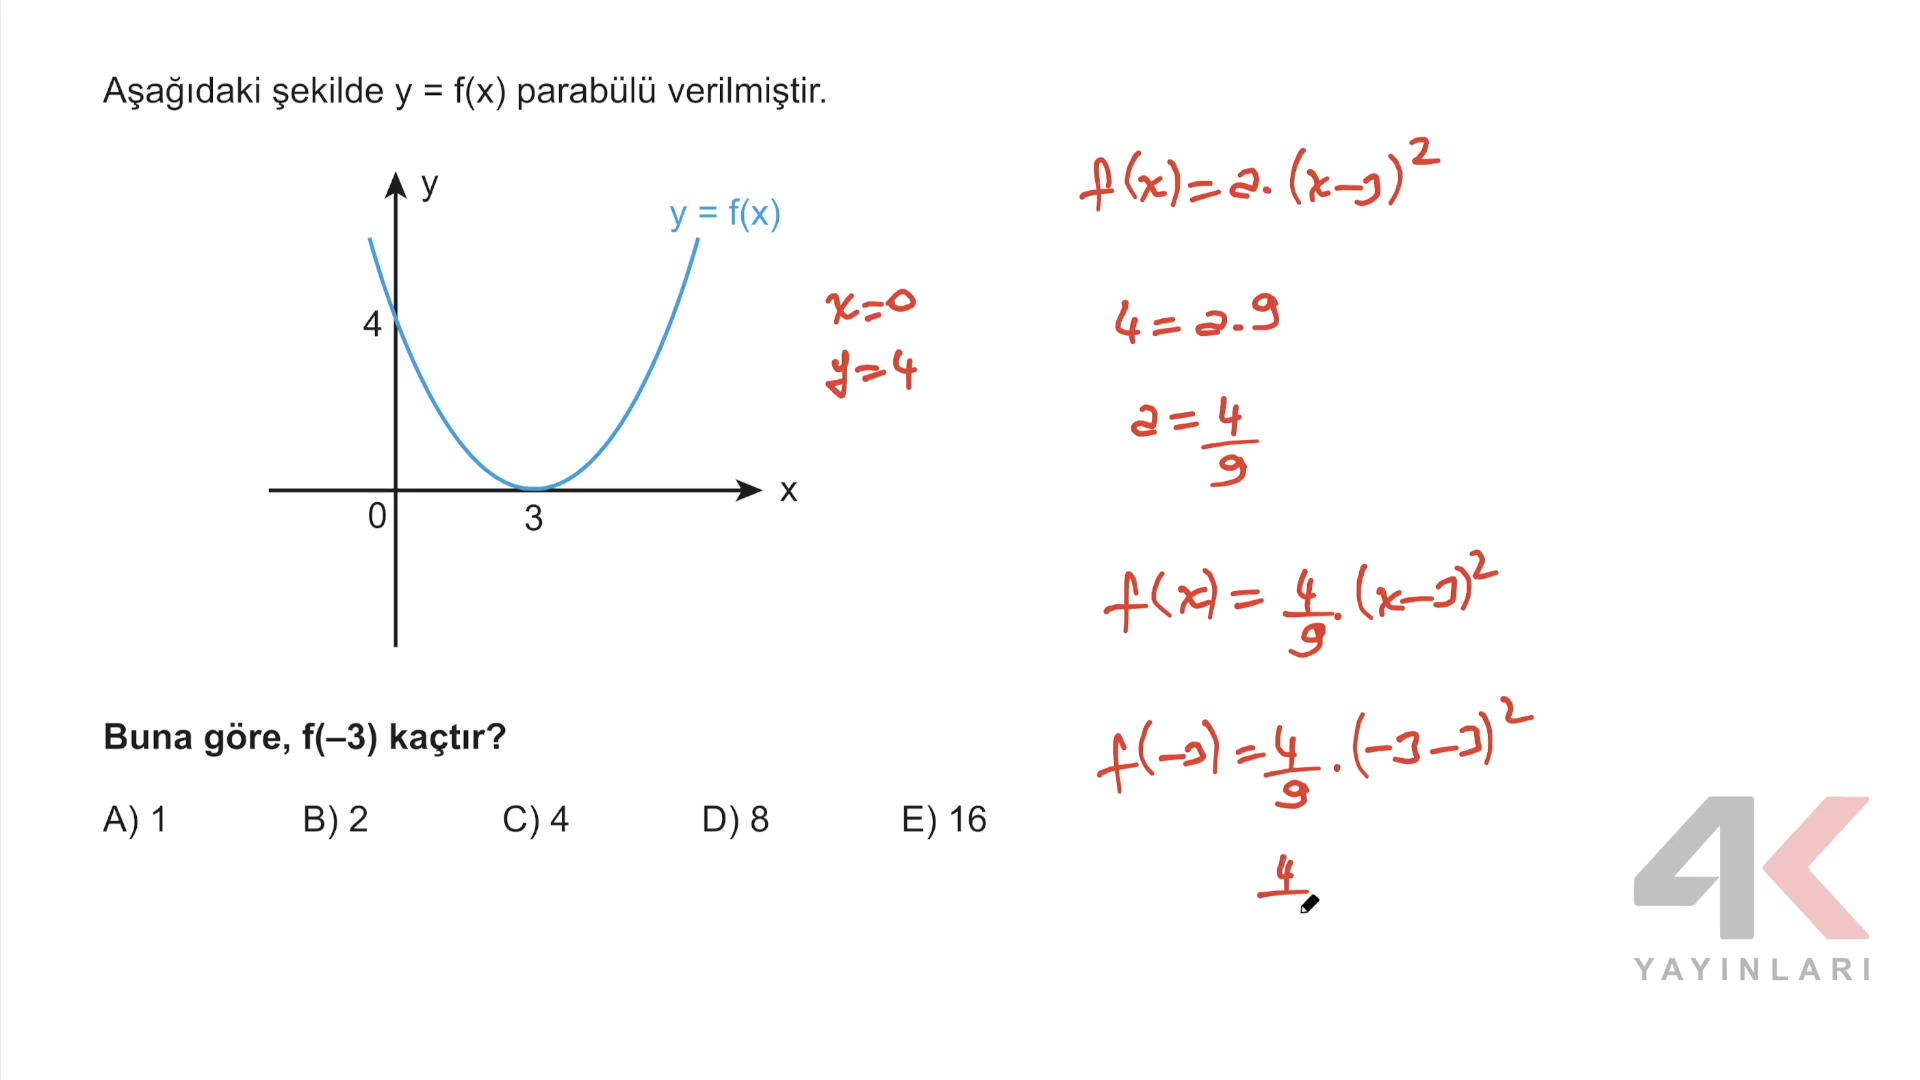 Aşağıdaki şekilde y = f(x) parabülü verilmiştir.
y
y = f(x)
4
x
0
3
x=0
y=4
f(x)=a.(x-3)²
4=a.9
a=4/9
f(x)=4/9.(x-3)²
f(-3)=4/9.(-3-3)²
4
Buna göre, f(–3) kaçtır?
A) 1 B) 2 C) 4 D) 8 E) 16
4K
YAYINLARI